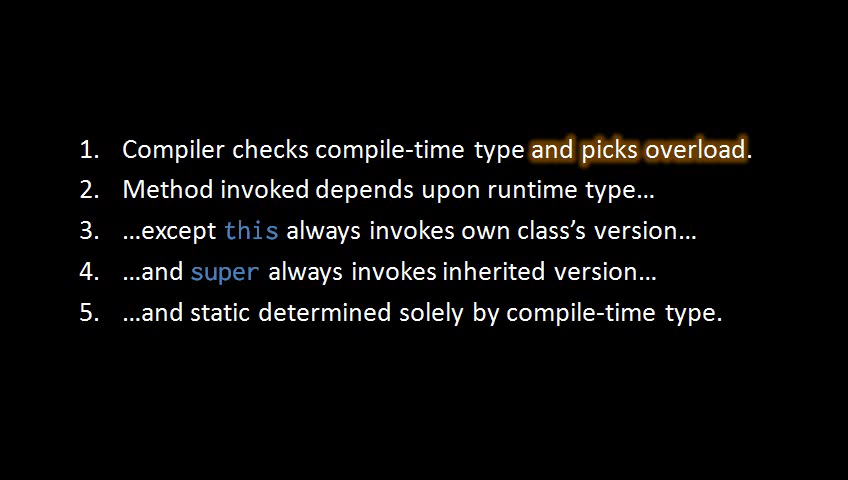 1. Compiler checks compile-time type and picks overload.
2. Method invoked depends upon runtime type…
3. …except this always invokes own class’s version…
4. …and super always invokes inherited version…
5. …and static determined solely by compile-time type.